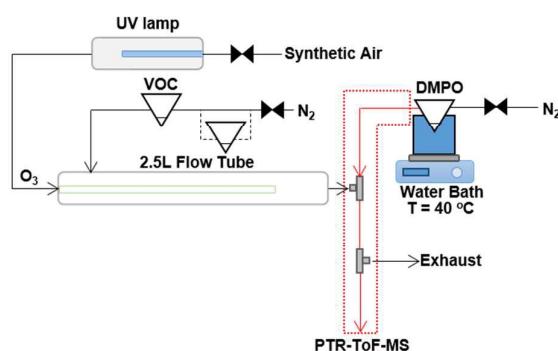 UV lamp
Synthetic Air
VOC
N2
DMPO
N2
2.5L Flow Tube
O3
Water Bath
T = 40 °C
Exhaust
PTR-ToF-MS